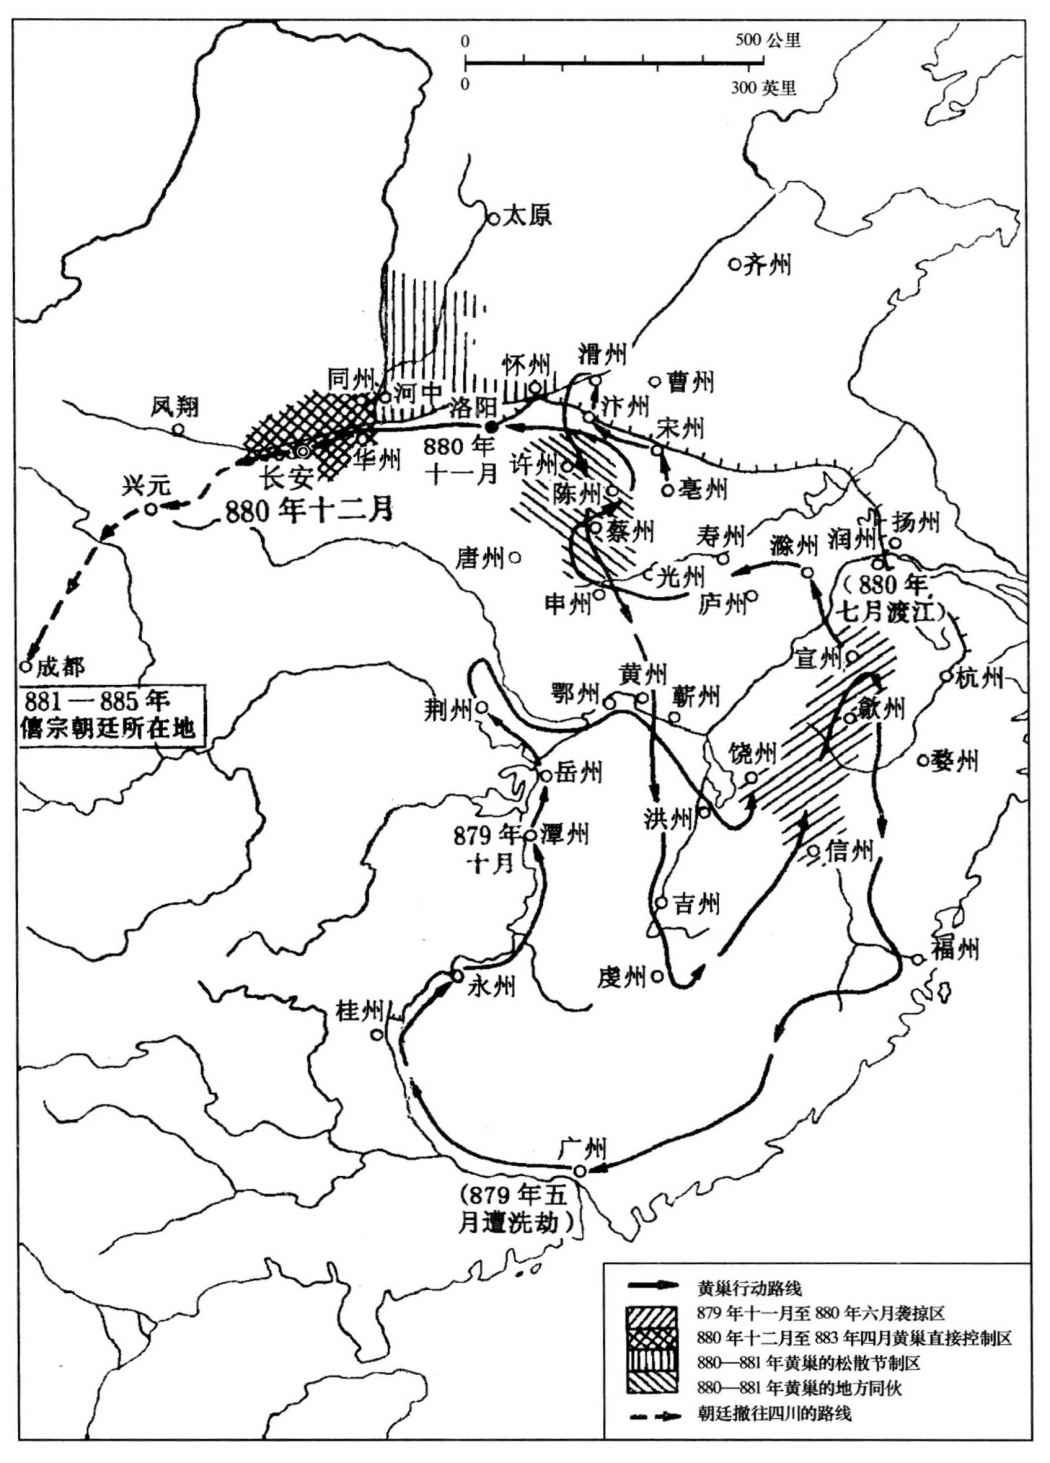 0
500 公里
0
300 英里
太原
齐州
怀州
滑州
曹州
同州
河中
洛阳
汴州
宋州
凤翔
880 年
十一月
许州
华州
长安
亳州
陈州
兴元
880 年十二月
蔡州
寿州
滁州
润州
扬州
唐州
光州
(880 年
七月渡江)
申州
庐州
成都
宣州
杭州
881—885 年
僖宗朝廷所在地
荆州
鄂州
黄州
蕲州
歙州
饶州
婺州
岳州
洪州
879 年
十月
潭州
信州
吉州
福州
虔州
永州
桂州
广州
(879 年五
月遭洗劫)
黄巢行动路线
879 年十一月至 880 年六月袭掠区
880 年十二月至 883 年四月黄巢直接控制区
880—881 年黄巢的松散节制区
880—881 年黄巢的地方同伙
朝廷撤往四川的路线